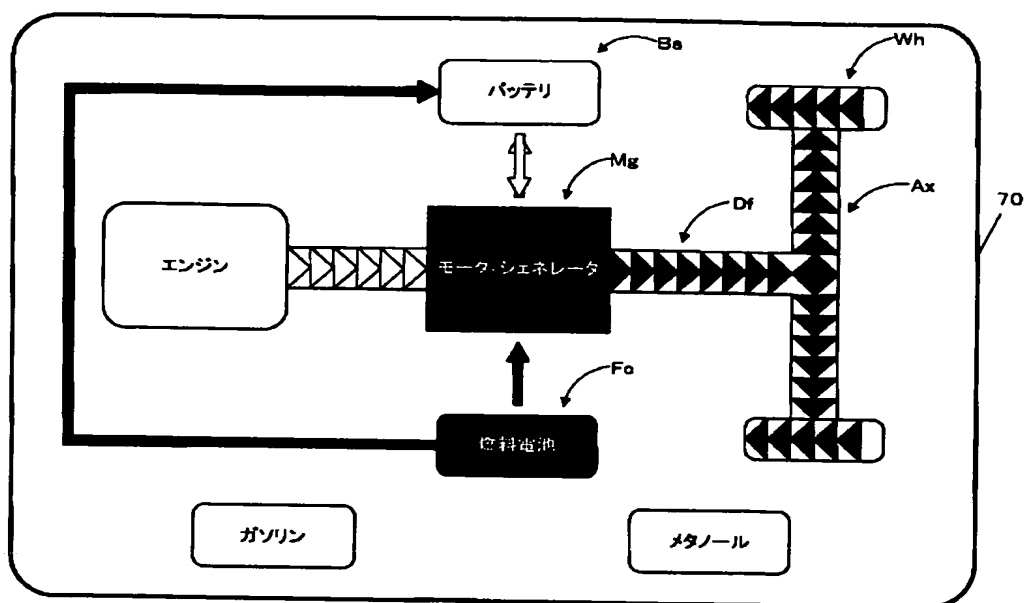 Ba
Wh
バッテリ
Mg
Ax
70
Df
エンジン
モータ・ジェネレータ
Fc
燃料電池
ガソリン
メタノール